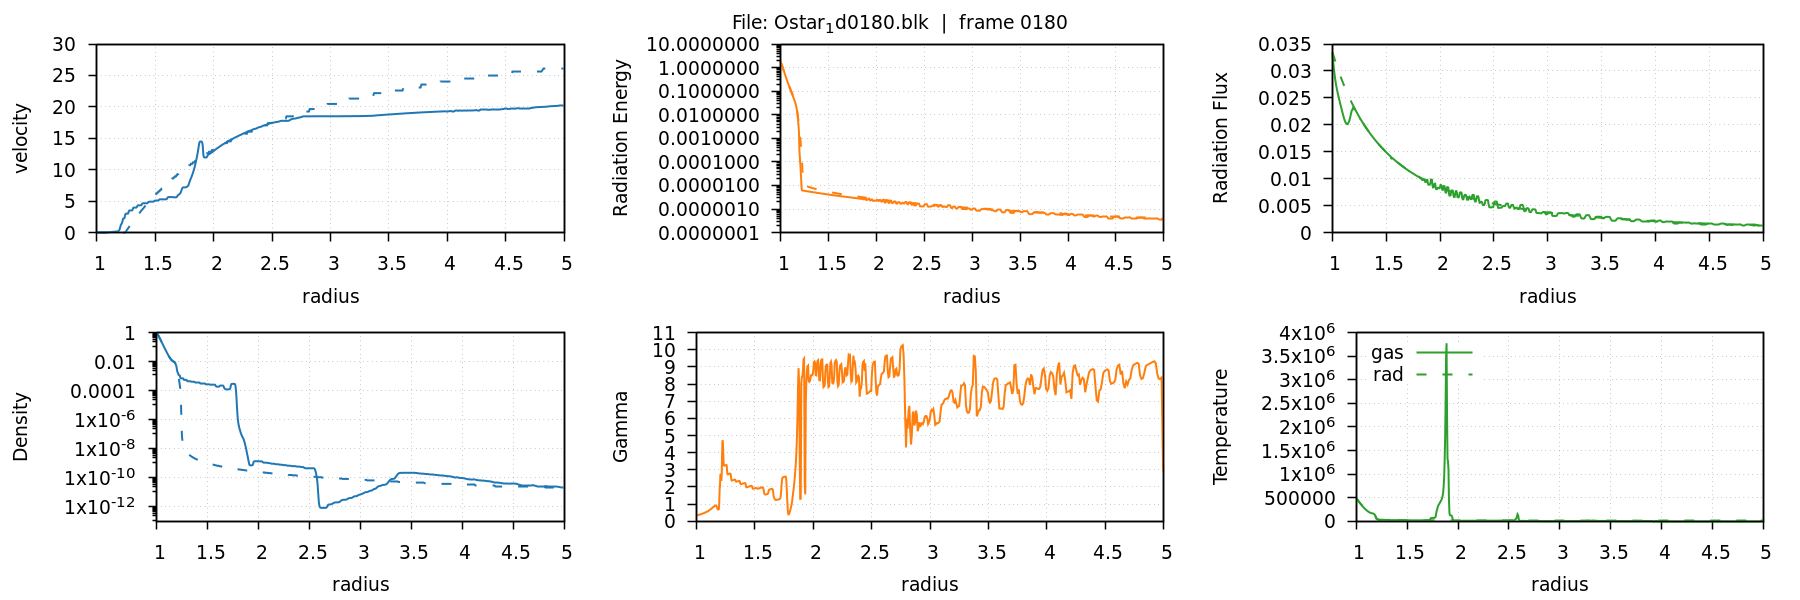 File: Ostar₁d0180.blk | frame 0180
30
25
20
15
10
5
0
velocity
1 1.5 2 2.5 3 3.5 4 4.5 5
radius
10.0000000
1.0000000
0.1000000
0.0100000
0.0010000
0.0001000
0.0000100
0.0000010
0.0000001
Radiation Energy
1 1.5 2 2.5 3 3.5 4 4.5 5
radius
0.035
0.03
0.025
0.02
0.015
0.01
0.005
0
Radiation Flux
1 1.5 2 2.5 3 3.5 4 4.5 5
radius
1
0.01
0.0001
1x10⁻⁶
1x10⁻⁸
1x10⁻¹⁰
1x10⁻¹²
Density
1 1.5 2 2.5 3 3.5 4 4.5 5
radius
11
10
9
8
7
6
5
4
3
2
1
0
Gamma
1 1.5 2 2.5 3 3.5 4 4.5 5
radius
4x10⁶
3.5x10⁶
3x10⁶
2.5x10⁶
2x10⁶
1.5x10⁶
1x10⁶
500000
0
Temperature
gas
rad
1 1.5 2 2.5 3 3.5 4 4.5 5
radius